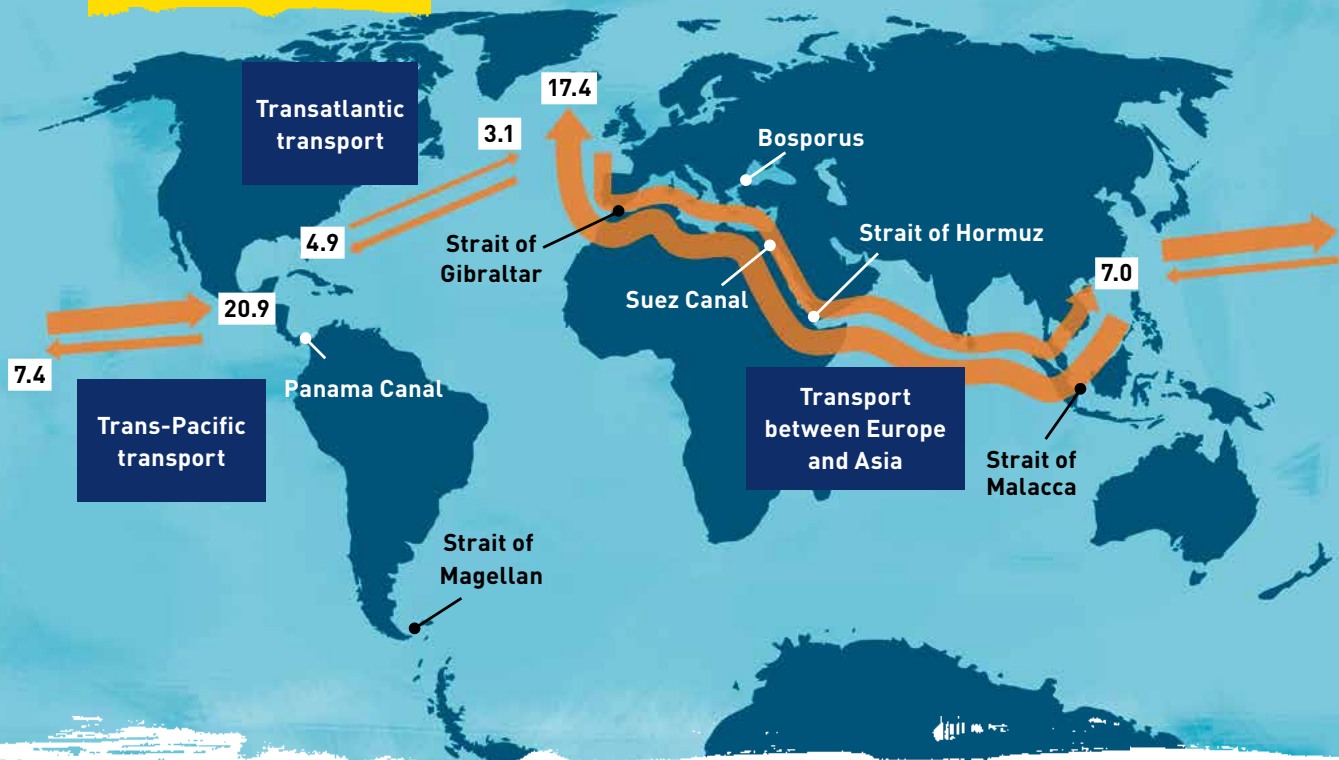 17.4
Transatlantic
transport
3.1
Bosporus
4.9
Strait of
Gibraltar
Strait of Hormuz
7.0
Suez Canal
20.9
7.4
Panama Canal
Trans-Pacific
transport
Transport
between Europe
and Asia
Strait of
Malacca
Strait of
Magellan